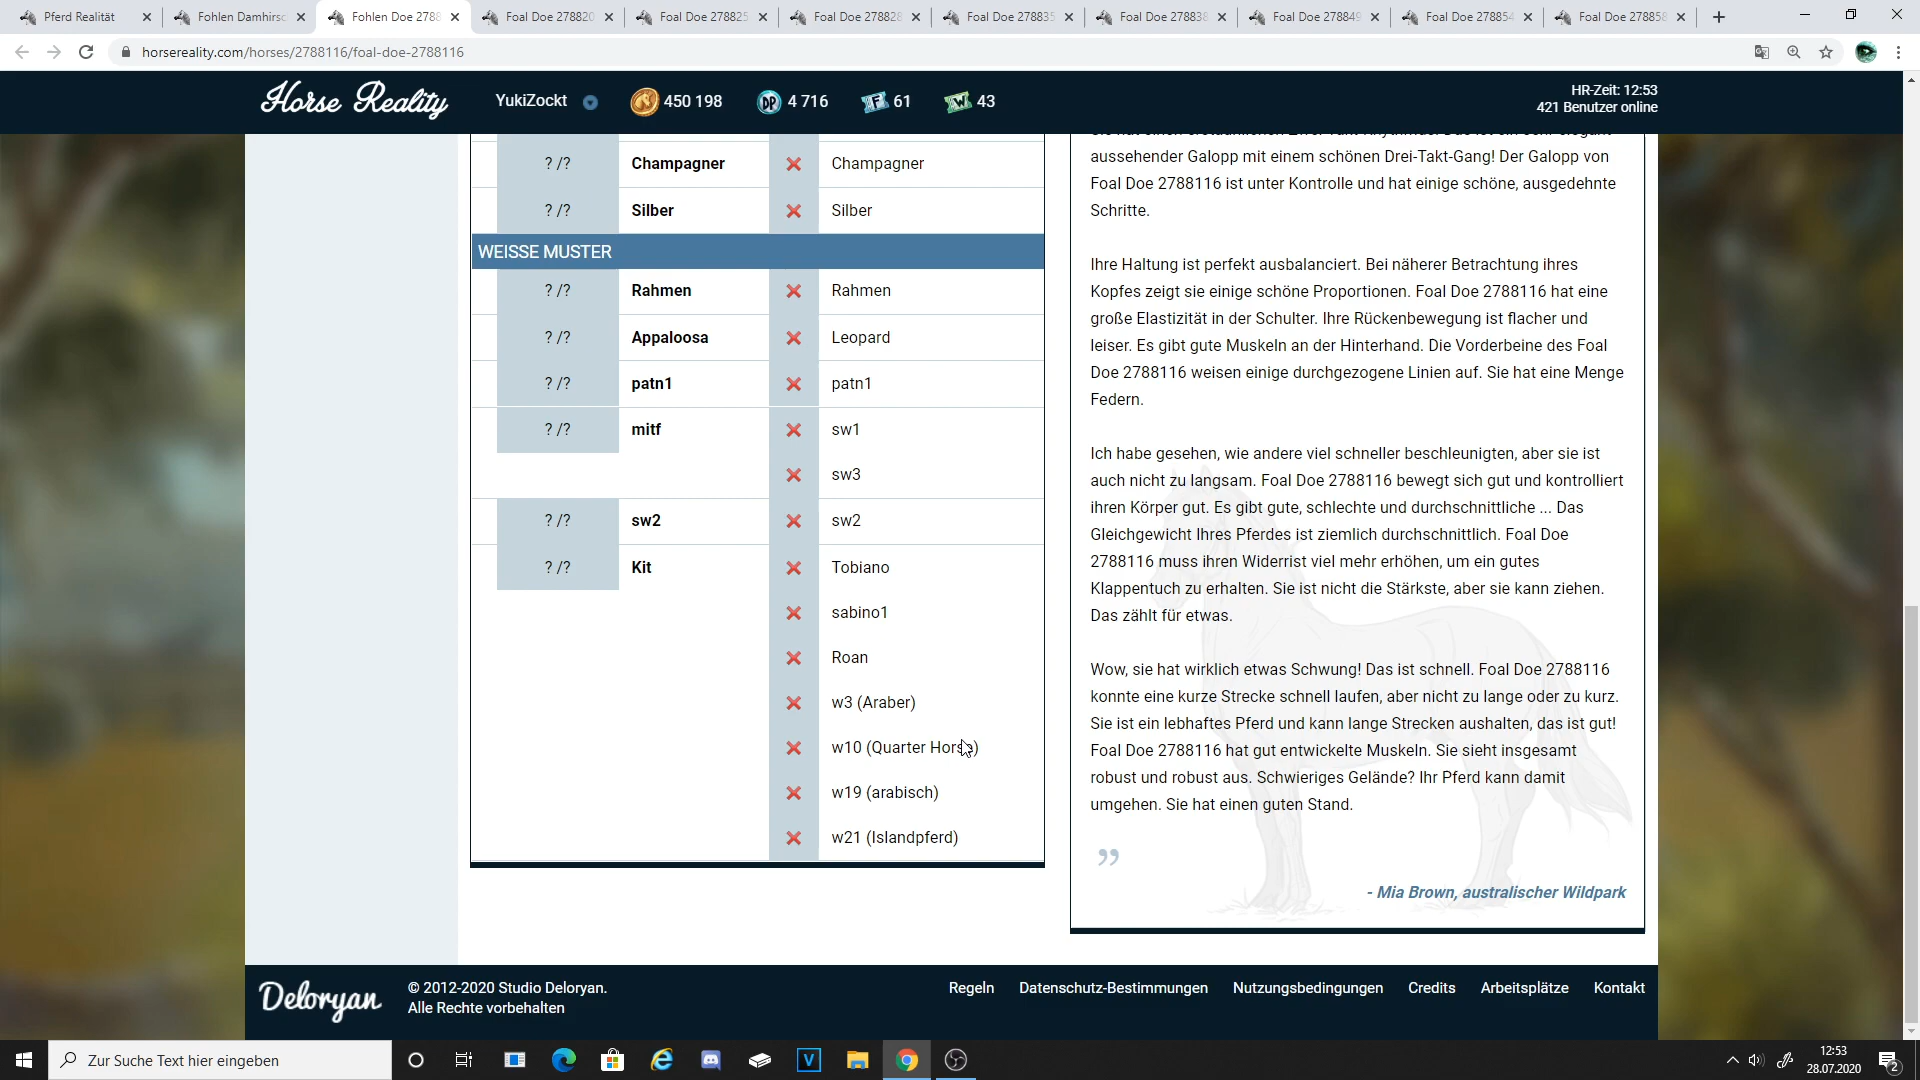 Pferd Realität
Fohlen Damhirsc
Fohlen Doe 2788
Foal Doe 278820
Foal Doe 278825
Foal Doe 278828
Foal Doe 278835
Foal Doe 278838
Foal Doe 278849
Foal Doe 278854
Foal Doe 278858
horsereality.com/horses/2788116/foal-doe-2788116
Horse Reality
YukiZockt
450 198
DP 4 716
F 61
W 43
HR-Zeit: 12:53
421 Benutzer online
? /? Champagner Champagner
? /? Silber Silber
WEISSE MUSTER
? /? Rahmen Rahmen
? /? Appaloosa Leopard
? /? patn1 patn1
? /? mitf sw1
sw3
? /? sw2 sw2
? /? Kit Tobiano
sabino1
Roan
w3 (Araber)
w10 (Quarter Horse)
w19 (arabisch)
w21 (Islandpferd)
aussehender Galopp mit einem schönen Drei-Takt-Gang! Der Galopp von
Foal Doe 2788116 ist unter Kontrolle und hat einige schöne, ausgedehnte
Schritte.
Ihre Haltung ist perfekt ausbalanciert. Bei näherer Betrachtung ihres
Kopfes zeigt sie einige schöne Proportionen. Foal Doe 2788116 hat eine
große Elastizität in der Schulter. Ihre Rückenbewegung ist flacher und
leiser. Es gibt gute Muskeln an der Hinterhand. Die Vorderbeine des Foal
Doe 2788116 weisen einige durchgezogene Linien auf. Sie hat eine Menge
Federn.
Ich habe gesehen, wie andere viel schneller beschleunigten, aber sie ist
auch nicht zu langsam. Foal Doe 2788116 bewegt sich gut und kontrolliert
ihren Körper gut. Es gibt gute, schlechte und durchschnittliche ... Das
Gleichgewicht Ihres Pferdes ist ziemlich durchschnittlich. Foal Doe
2788116 muss ihren Widerrist viel mehr erhöhen, um ein gutes
Klappentuch zu erhalten. Sie ist nicht die Stärkste, aber sie kann ziehen.
Das zählt für etwas.
Wow, sie hat wirklich etwas Schwung! Das ist schnell. Foal Doe 2788116
konnte eine kurze Strecke schnell laufen, aber nicht zu lange oder zu kurz.
Sie ist ein lebhaftes Pferd und kann lange Strecken aushalten, das ist gut!
Foal Doe 2788116 hat gut entwickelte Muskeln. Sie sieht insgesamt
robust und robust aus. Schwieriges Gelände? Ihr Pferd kann damit
umgehen. Sie hat einen guten Stand.
”
- Mia Brown, australischer Wildpark
Deloryan
© 2012-2020 Studio Deloryan.
Alle Rechte vorbehalten
Regeln
Datenschutz-Bestimmungen
Nutzungsbedingungen
Credits
Arbeitsplätze
Kontakt
Zur Suche Text hier eingeben
12:53
28.07.2020
2